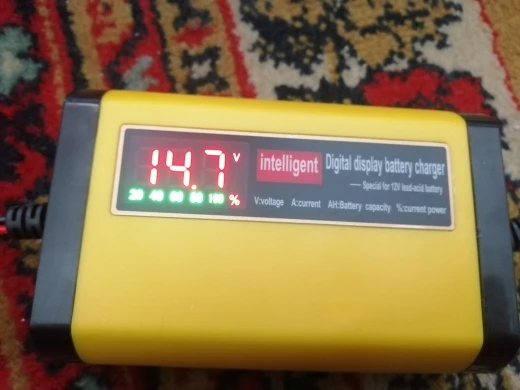 14.7 V
20 40 60 80 100 %
intelligent
Digital display battery charger
— Special for 12V lead-acid battery
V:voltage A:current AH:Battery capacity %:current power